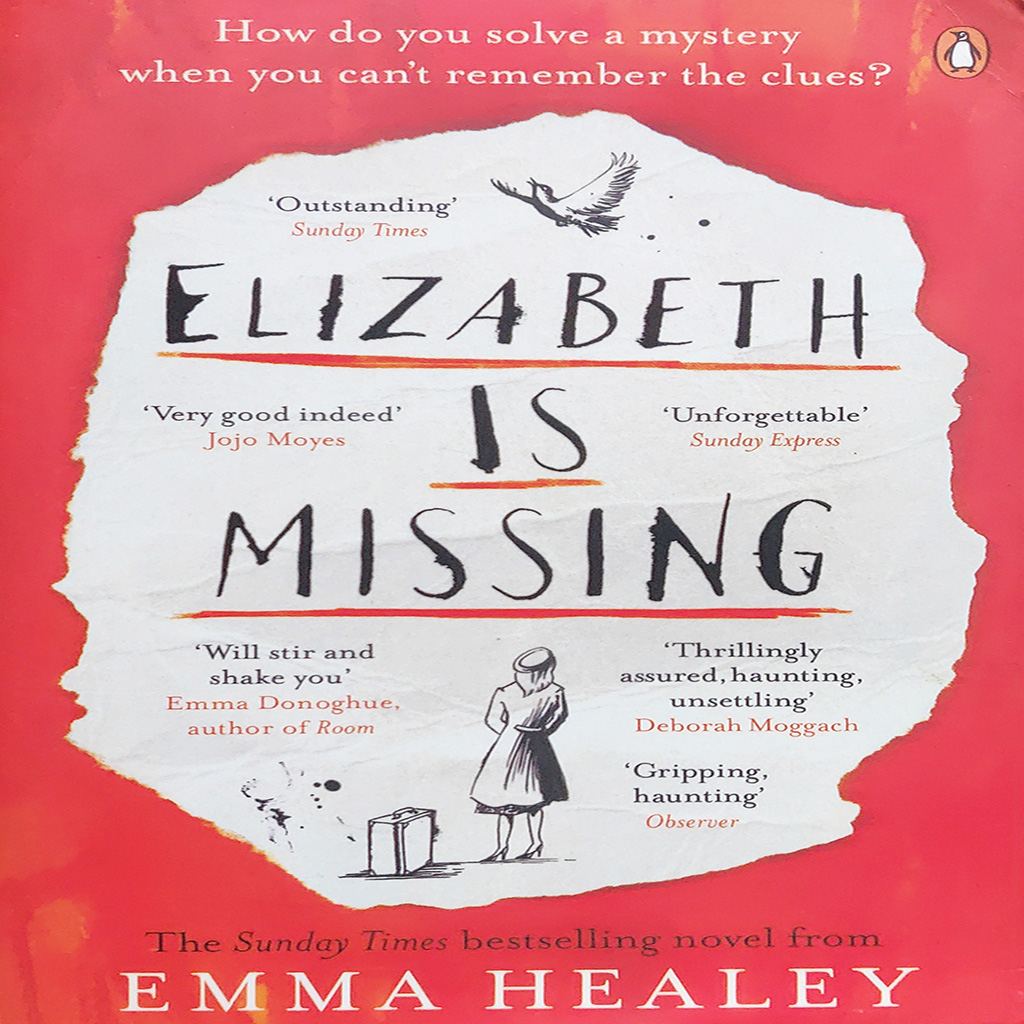 How do you solve a mystery
when you can't remember the clues?
‘Outstanding’
Sunday Times
ELIZABETH
‘Very good indeed’
Jojo Moyes
IS
‘Unforgettable’
Sunday Express
MISSING
‘Will stir and
shake you’
Emma Donoghue,
author of Room
‘Thrillingly
assured, haunting,
unsettling’
Deborah Moggach
‘Gripping,
haunting’
Observer
The Sunday Times bestselling novel from
EMMA HEALEY